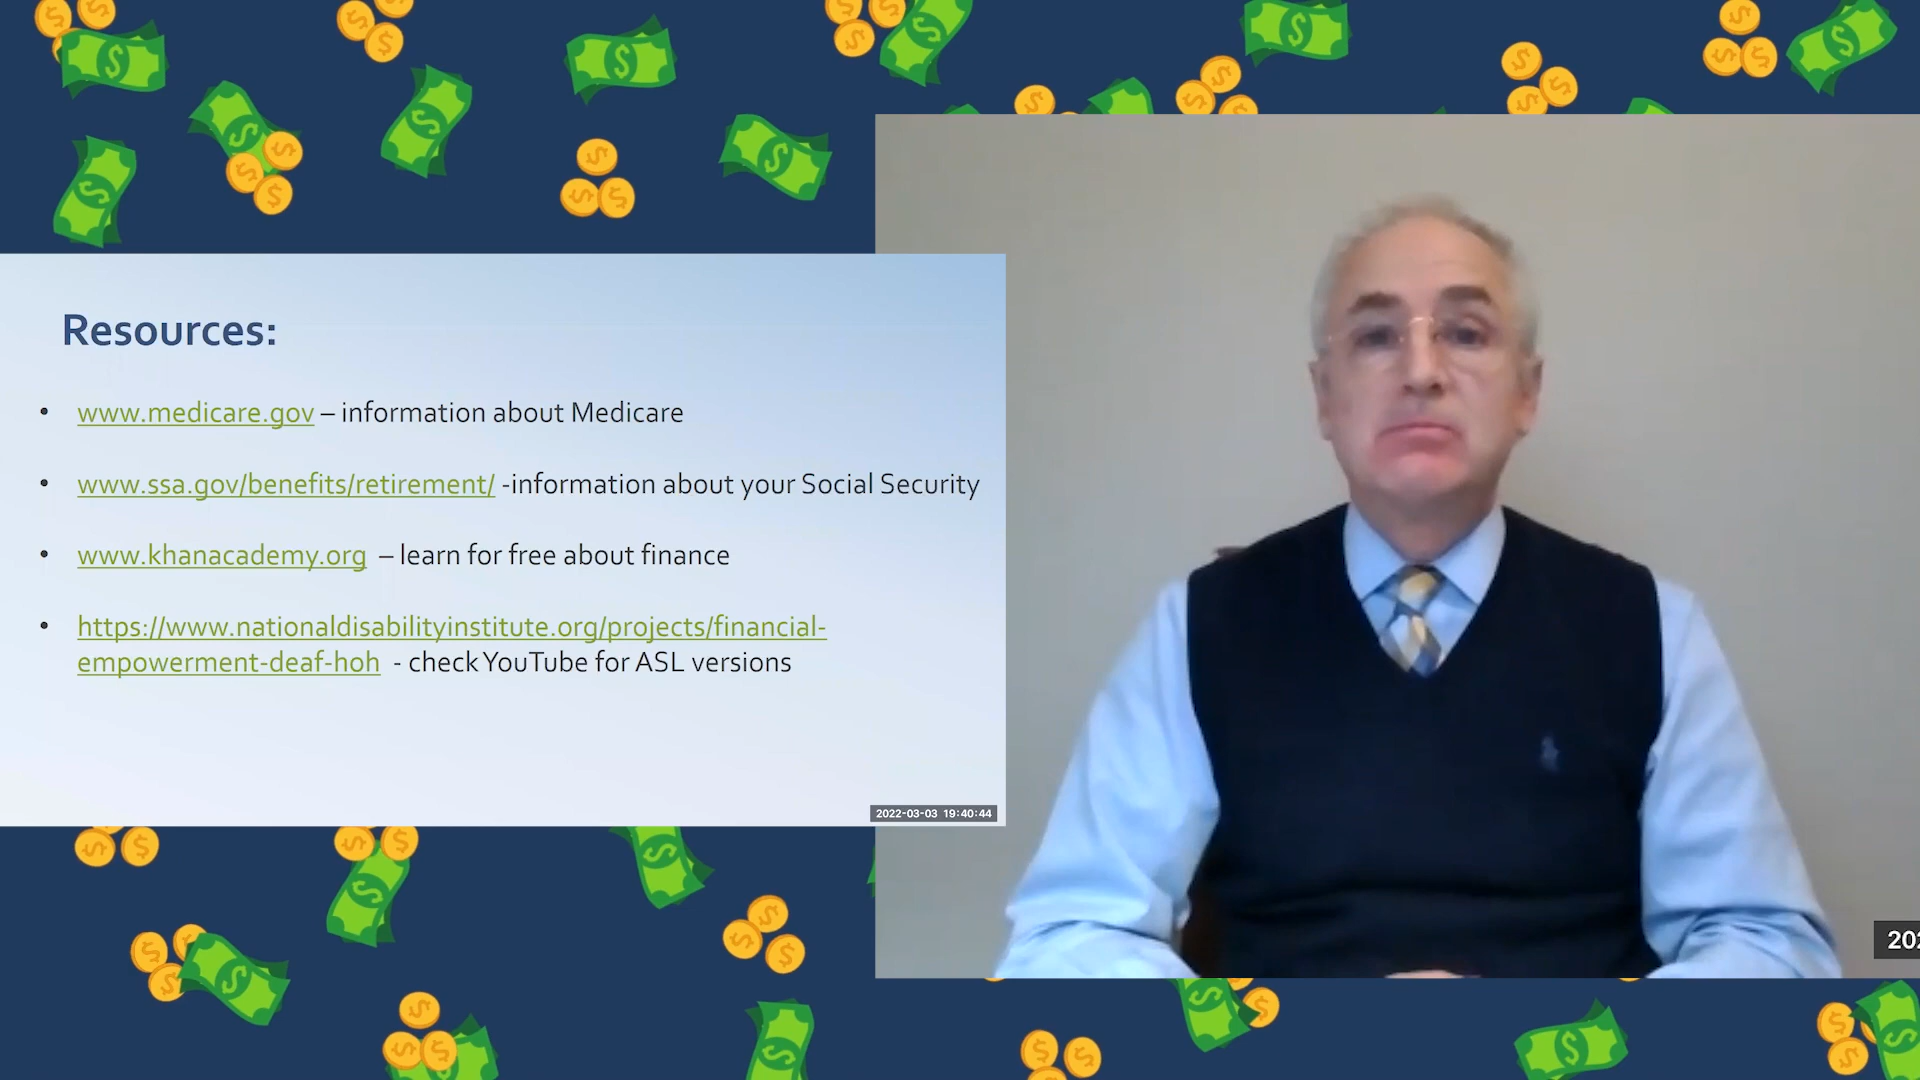 Resources:
• www.medicare.gov – information about Medicare
• www.ssa.gov/benefits/retirement/ -information about your Social Security
• www.khanacademy.org – learn for free about finance
• https://www.nationaldisabilityinstitute.org/projects/financial-
empowerment-deaf-hoh - check YouTube for ASL versions
2022-03-03 19:40:44